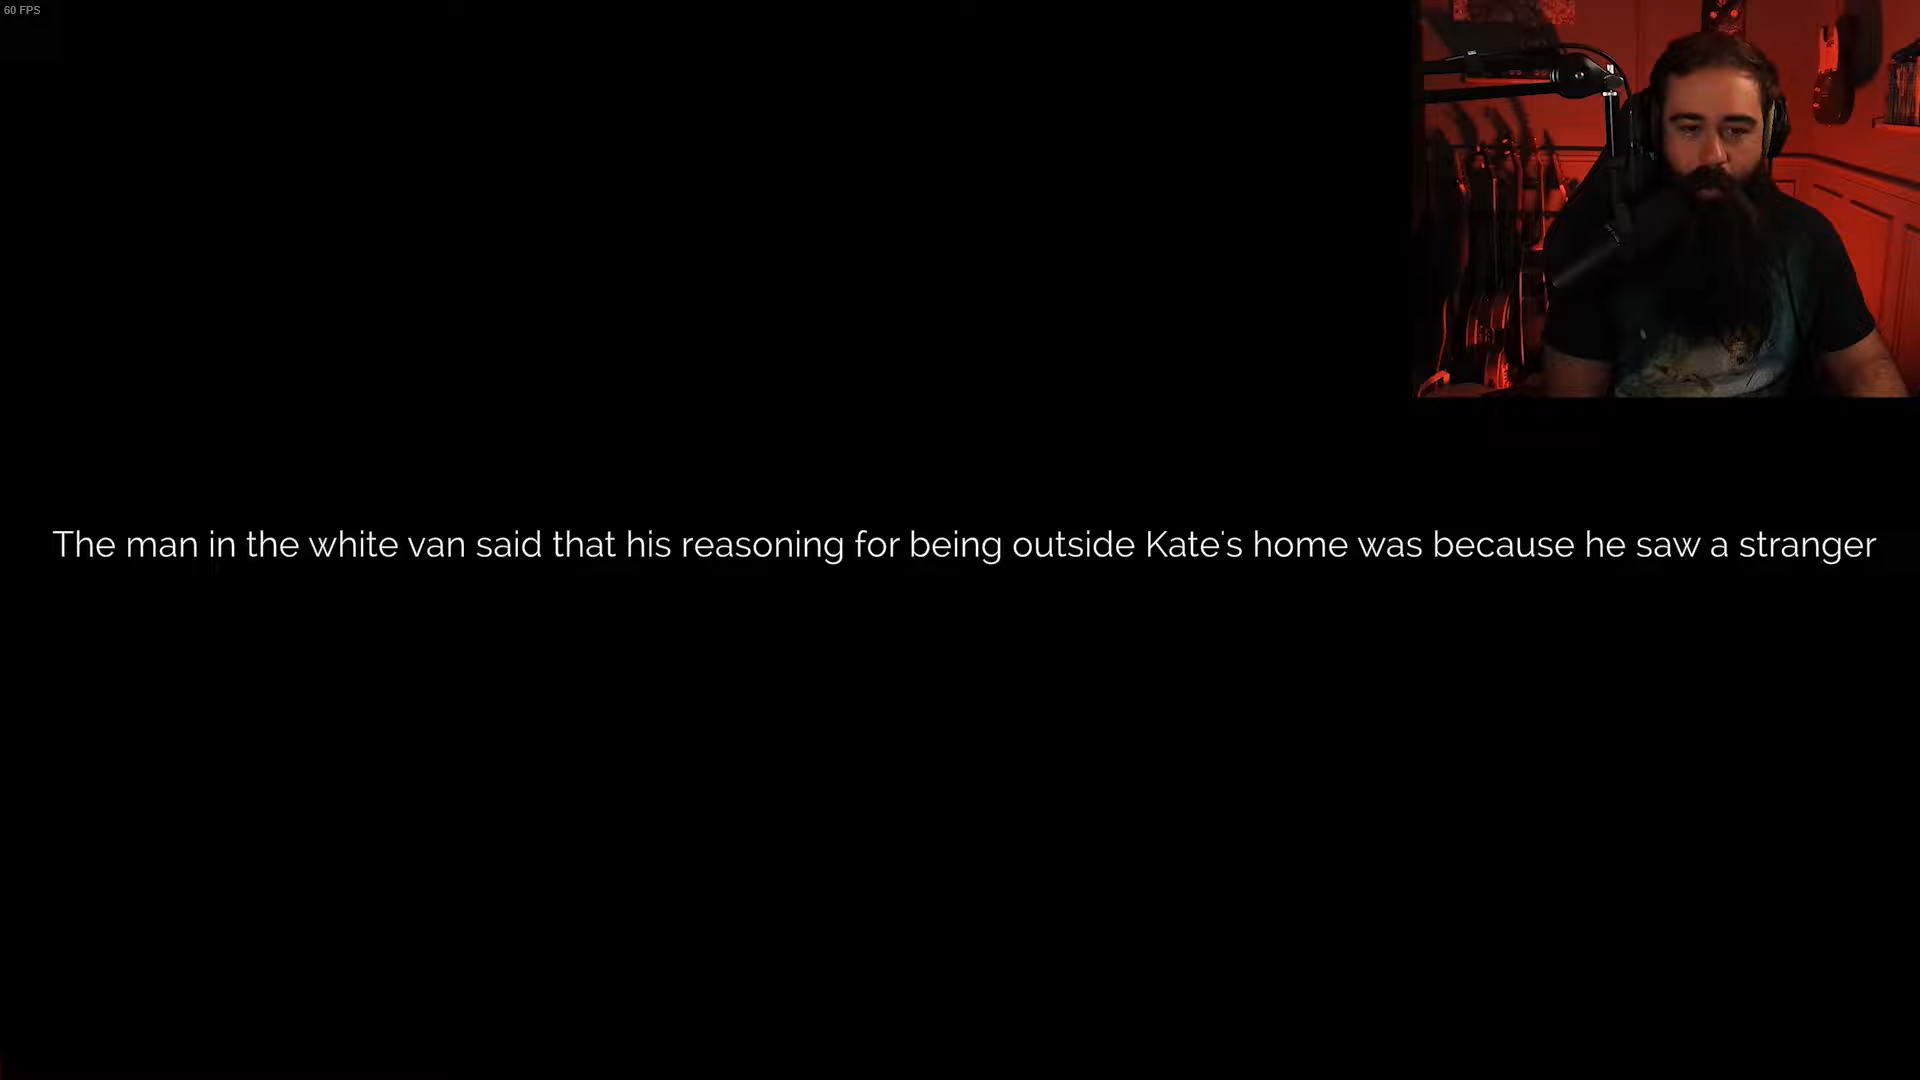 60 FPS
The man in the white van said that his reasoning for being outside Kate's home was because he saw a stranger